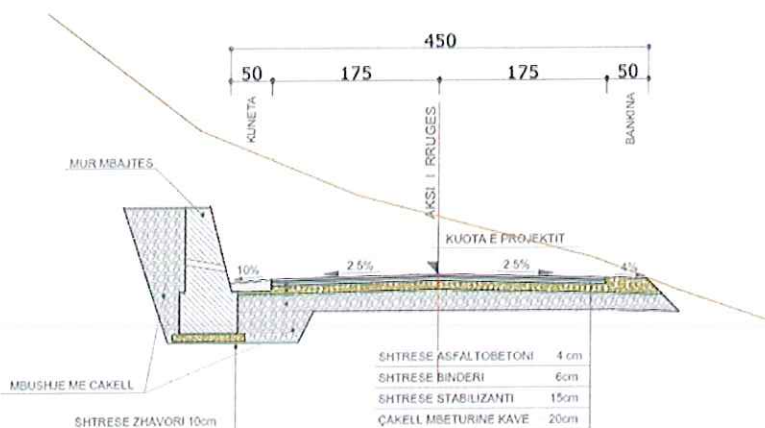 450
50 175 175 50
KUNETA
AKSI I RRUGES
BANKINA
MUR MBAJTES
KUOTA E PROJEKTIT
10% 2.5% 2.5% 4%
SHTRESE ASFALTOBETONI 4 cm
SHTRESE BINDERI 6cm
SHTRESE STABILIZANTI 15cm
ÇAKELL MBETURINE KAVE 20cm
MBUSHJE ME CAKELL
SHTRESE ZHAVORI 10cm